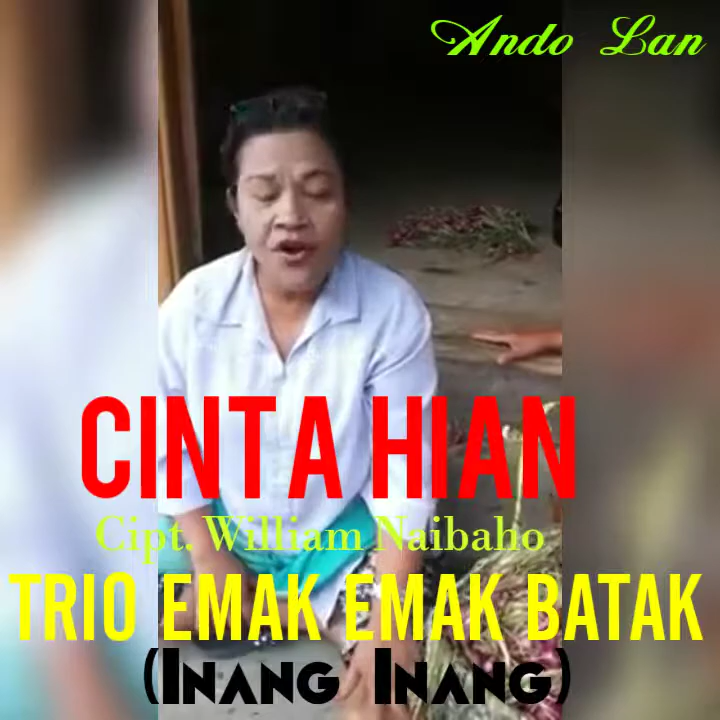 Ando Lan
CINTA HIAN
Cipt. William Naibaho
TRIO EMAK EMAK BATAK
(INANG INANG)